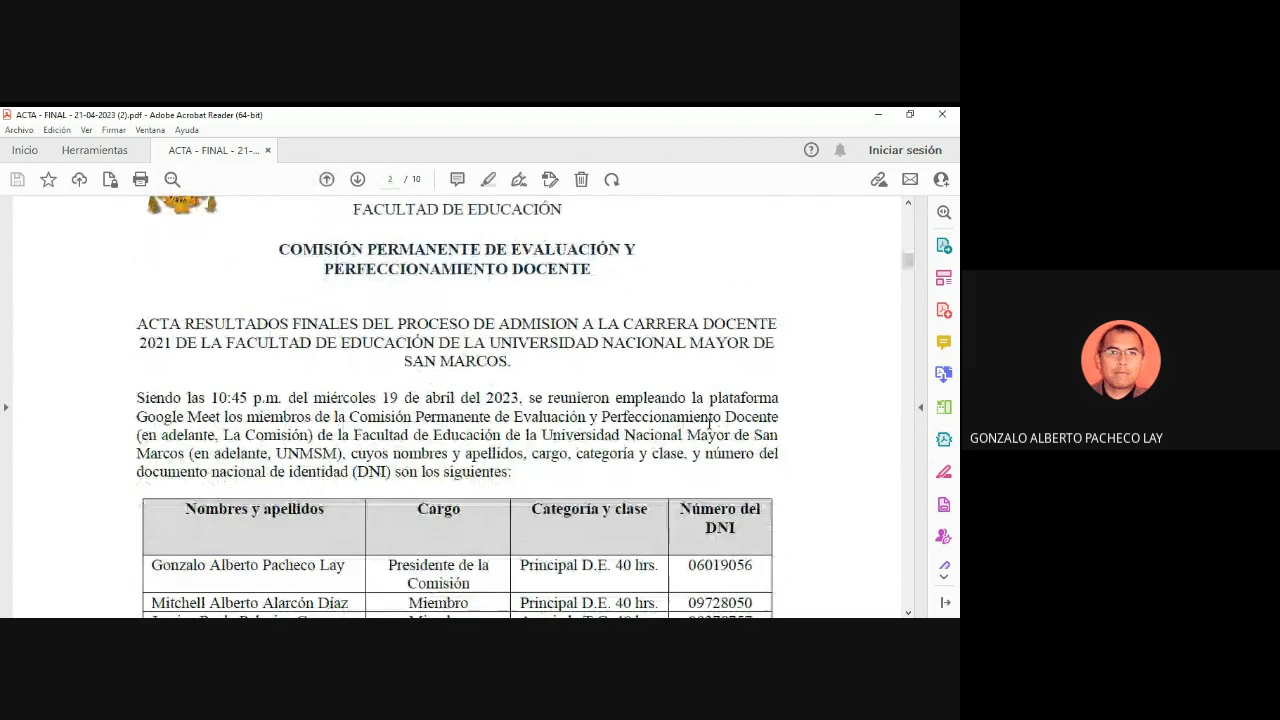 ACTA - FINAL - 21-04-2023 (2).pdf - Adobe Acrobat Reader (64-bit)
Archivo Edición Ver Firmar Ventana Ayuda
Inicio Herramientas ACTA - FINAL - 21-... × Iniciar sesión
2 / 10
FACULTAD DE EDUCACIÓN
COMISIÓN PERMANENTE DE EVALUACIÓN Y
PERFECCIONAMIENTO DOCENTE
ACTA RESULTADOS FINALES DEL PROCESO DE ADMISION A LA CARRERA DOCENTE
2021 DE LA FACULTAD DE EDUCACIÓN DE LA UNIVERSIDAD NACIONAL MAYOR DE
SAN MARCOS.
Siendo las 10:45 p.m. del miércoles 19 de abril del 2023, se reunieron empleando la plataforma
Google Meet los miembros de la Comisión Permanente de Evaluación y Perfeccionamiento Docente
(en adelante, La Comisión) de la Facultad de Educación de la Universidad Nacional Mayor de San
Marcos (en adelante, UNMSM), cuyos nombres y apellidos, cargo, categoría y clase, y número del
documento nacional de identidad (DNI) son los siguientes:
Nombres y apellidos Cargo Categoría y clase Número del
DNI
Gonzalo Alberto Pacheco Lay Presidente de la Principal D.E. 40 hrs. 06019056
Comisión
Mitchell Alberto Alarcón Díaz Miembro Principal D.E. 40 hrs. 09728050
GONZALO ALBERTO PACHECO LAY